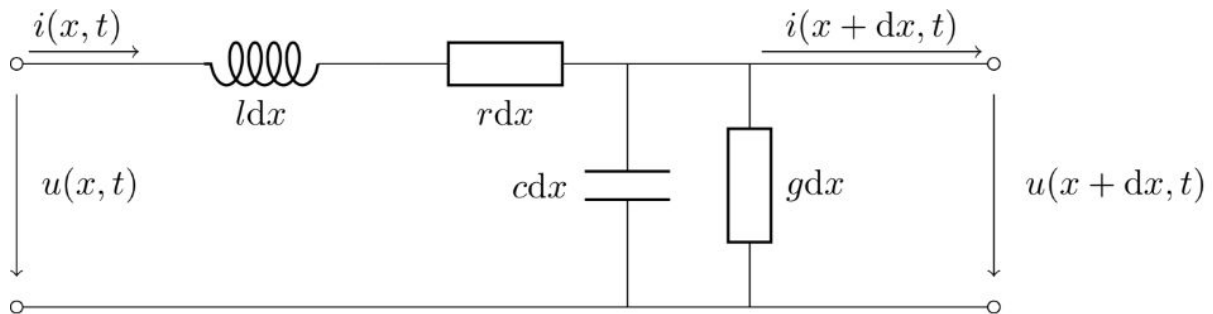 i(x, t)
i(x + dx, t)
ldx
rdx
u(x, t)
cdx
gdx
u(x + dx, t)